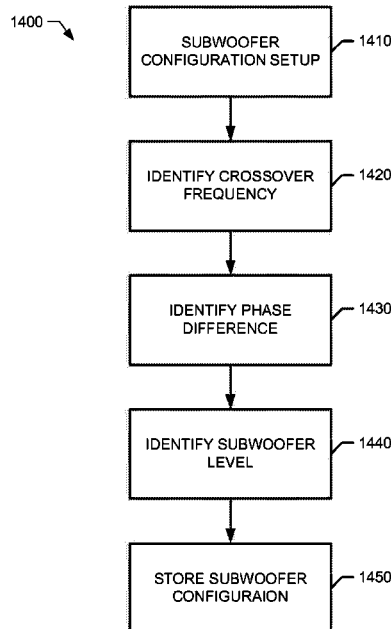 1400
SUBWOOFER
CONFIGURATION SETUP
1410
IDENTIFY CROSSOVER
FREQUENCY
1420
IDENTIFY PHASE
DIFFERENCE
1430
IDENTIFY SUBWOOFER
LEVEL
1440
STORE SUBWOOFER
CONFIGURAION
1450